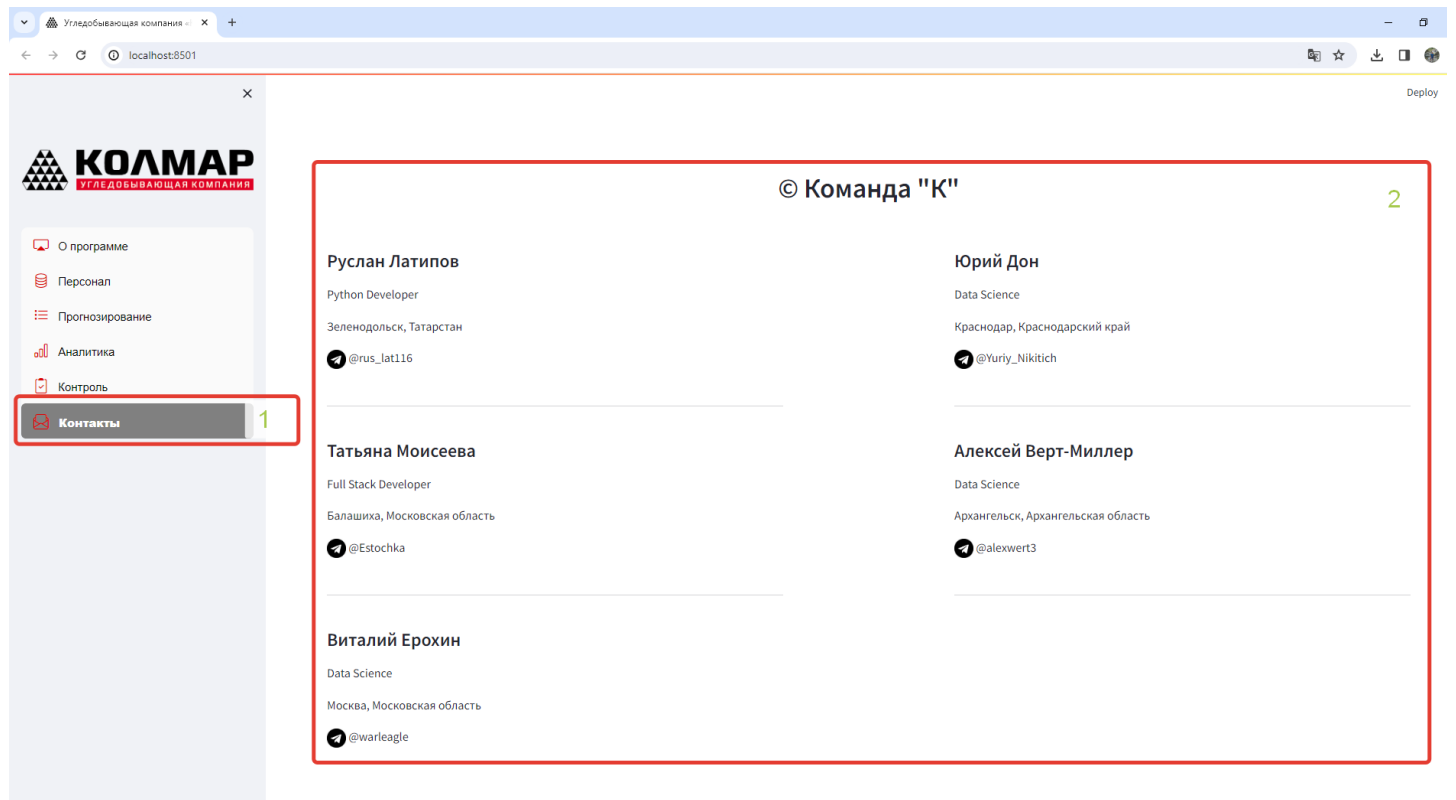 Угледобывающая компания «
localhost:8501
Deploy
КОЛМАР
УГЛЕДОБЫВАЮЩАЯ КОМПАНИЯ
О программе
Персонал
Прогнозирование
Аналитика
Контроль
Контакты
1
© Команда "К"
2
Руслан Латипов
Python Developer
Зеленодольск, Татарстан
@rus_lat116
Юрий Дон
Data Science
Краснодар, Краснодарский край
@Yuriy_Nikitich
Татьяна Моисеева
Full Stack Developer
Балашиха, Московская область
@Estochka
Алексей Верт-Миллер
Data Science
Архангельск, Архангельская область
@alexwert3
Виталий Ерохин
Data Science
Москва, Московская область
@warleagle